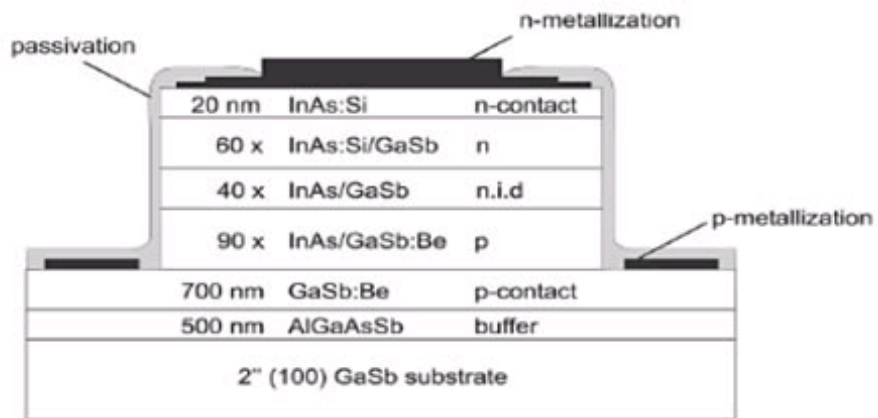 n-metallization
passivation
20 nm InAs:Si n-contact
60 x InAs:Si/GaSb n
40 x InAs/GaSb n.i.d
p-metallization
90 x InAs/GaSb:Be p
700 nm GaSb:Be p-contact
500 nm AlGaAsSb buffer
2" (100) GaSb substrate